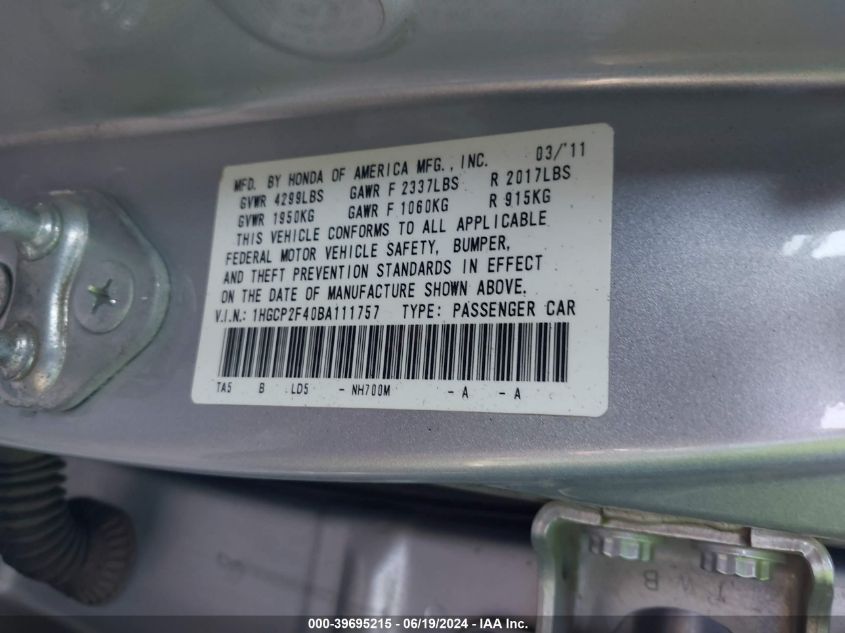 MFD. BY HONDA OF AMERICA MFG., INC. 03/'11
GVWR 4299LBS GAWR F 2337LBS R 2017LBS
GVWR 1950KG GAWR F 1060KG R 915KG
THIS VEHICLE CONFORMS TO ALL APPLICABLE
FEDERAL MOTOR VEHICLE SAFETY, BUMPER,
AND THEFT PREVENTION STANDARDS IN EFFECT
ON THE DATE OF MANUFACTURE SHOWN ABOVE.
V.I.N.: 1HGCP2F40BA111757 TYPE: PASSENGER CAR
TA5 B LD5 - NH700M - A - A
RWB
000-39695215 - 06/19/2024 - IAA Inc.